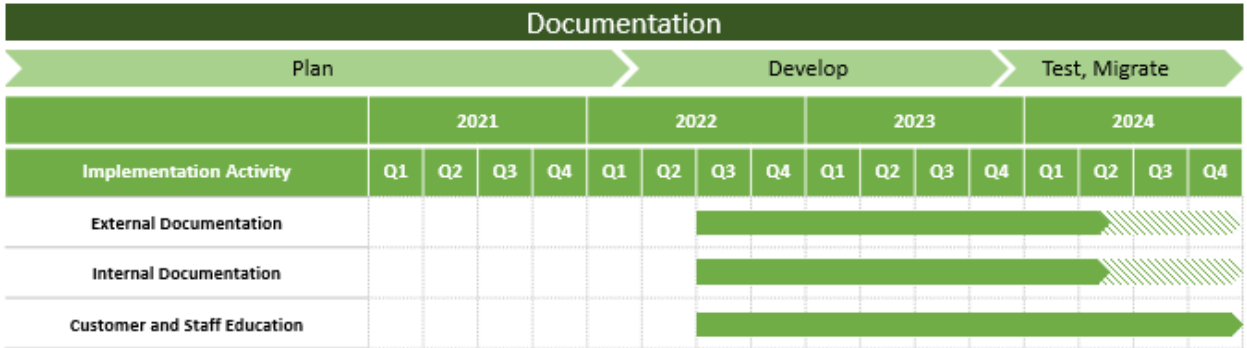 Documentation
Plan Develop Test, Migrate
2021 2022 2023 2024
Implementation Activity Q1 Q2 Q3 Q4 Q1 Q2 Q3 Q4 Q1 Q2 Q3 Q4 Q1 Q2 Q3 Q4
External Documentation
Internal Documentation
Customer and Staff Education